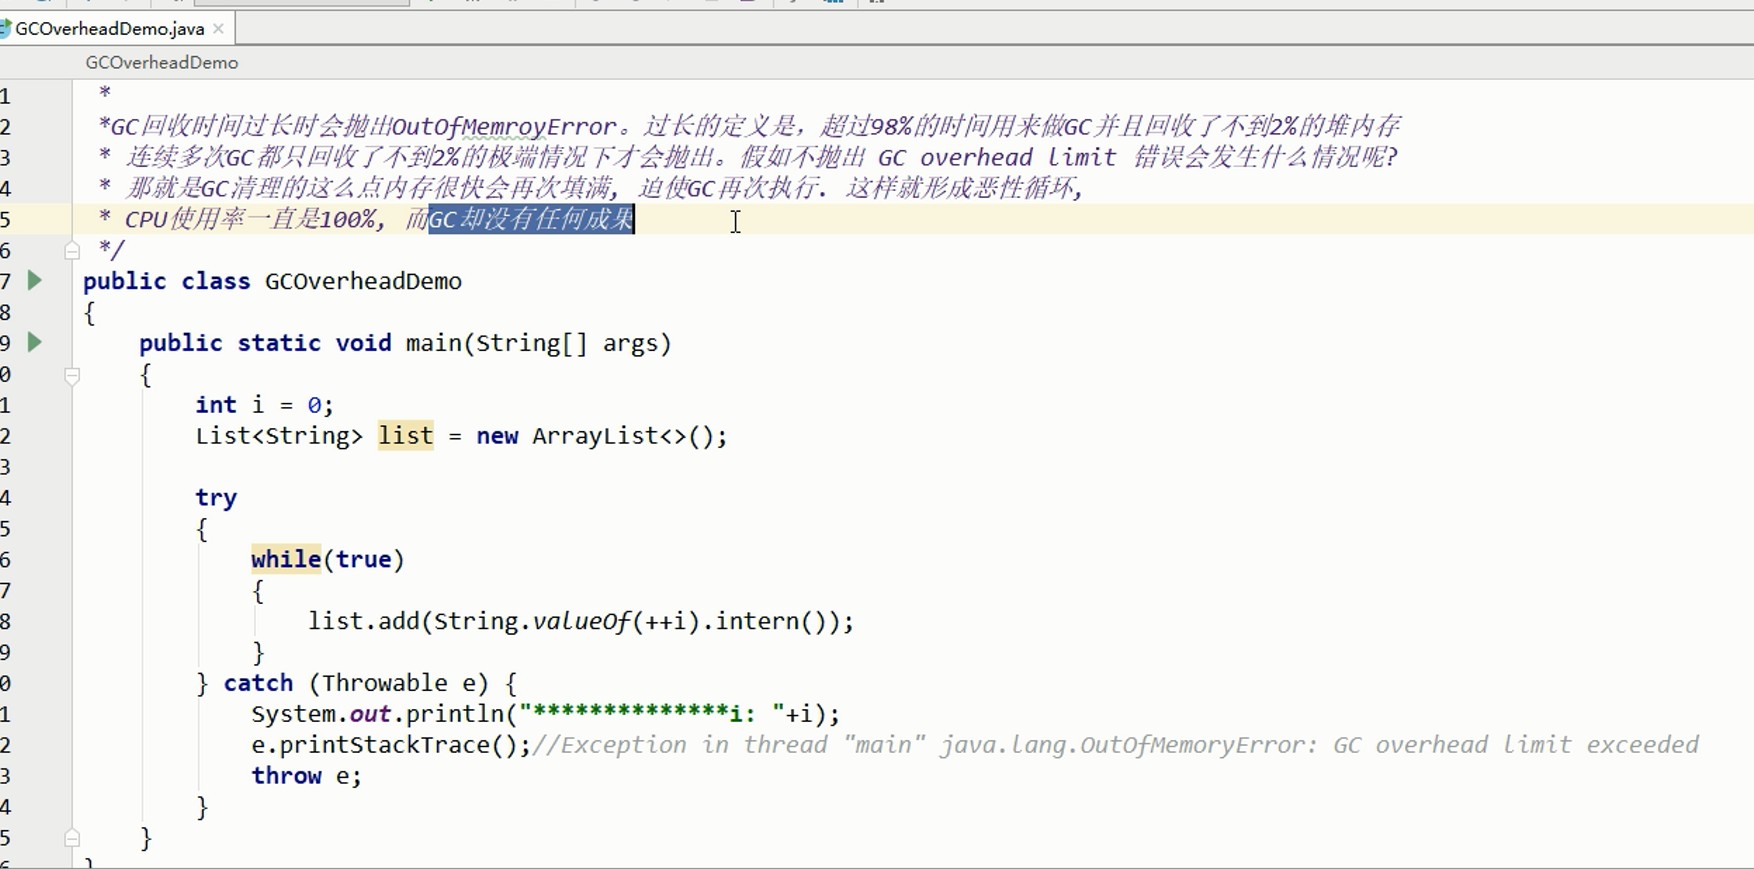 GCOverheadDemo.java
GCOverheadDemo
1 *
2 *GC回收时间过长时会抛出OutOfMemroyError。过长的定义是，超过98%的时间用来做GC并且回收了不到2%的堆内存
3 * 连续多次GC都只回收了不到2%的极端情况下才会抛出。假如不抛出 GC overhead limit 错误会发生什么情况呢?
4 * 那就是GC清理的这么点内存很快会再次填满, 迫使GC再次执行. 这样就形成恶性循环,
5 * CPU使用率一直是100%, 而GC却没有任何成果
6 */
7 public class GCOverheadDemo
8 {
9 public static void main(String[] args)
0 {
1 int i = 0;
2 List<String> list = new ArrayList<>();
3
4 try
5 {
6 while(true)
7 {
8 list.add(String.valueOf(++i).intern());
9 }
0 } catch (Throwable e) {
1 System.out.println("**************i: "+i);
2 e.printStackTrace();//Exception in thread "main" java.lang.OutOfMemoryError: GC overhead limit exceeded
3 throw e;
4 }
5 }
6 }